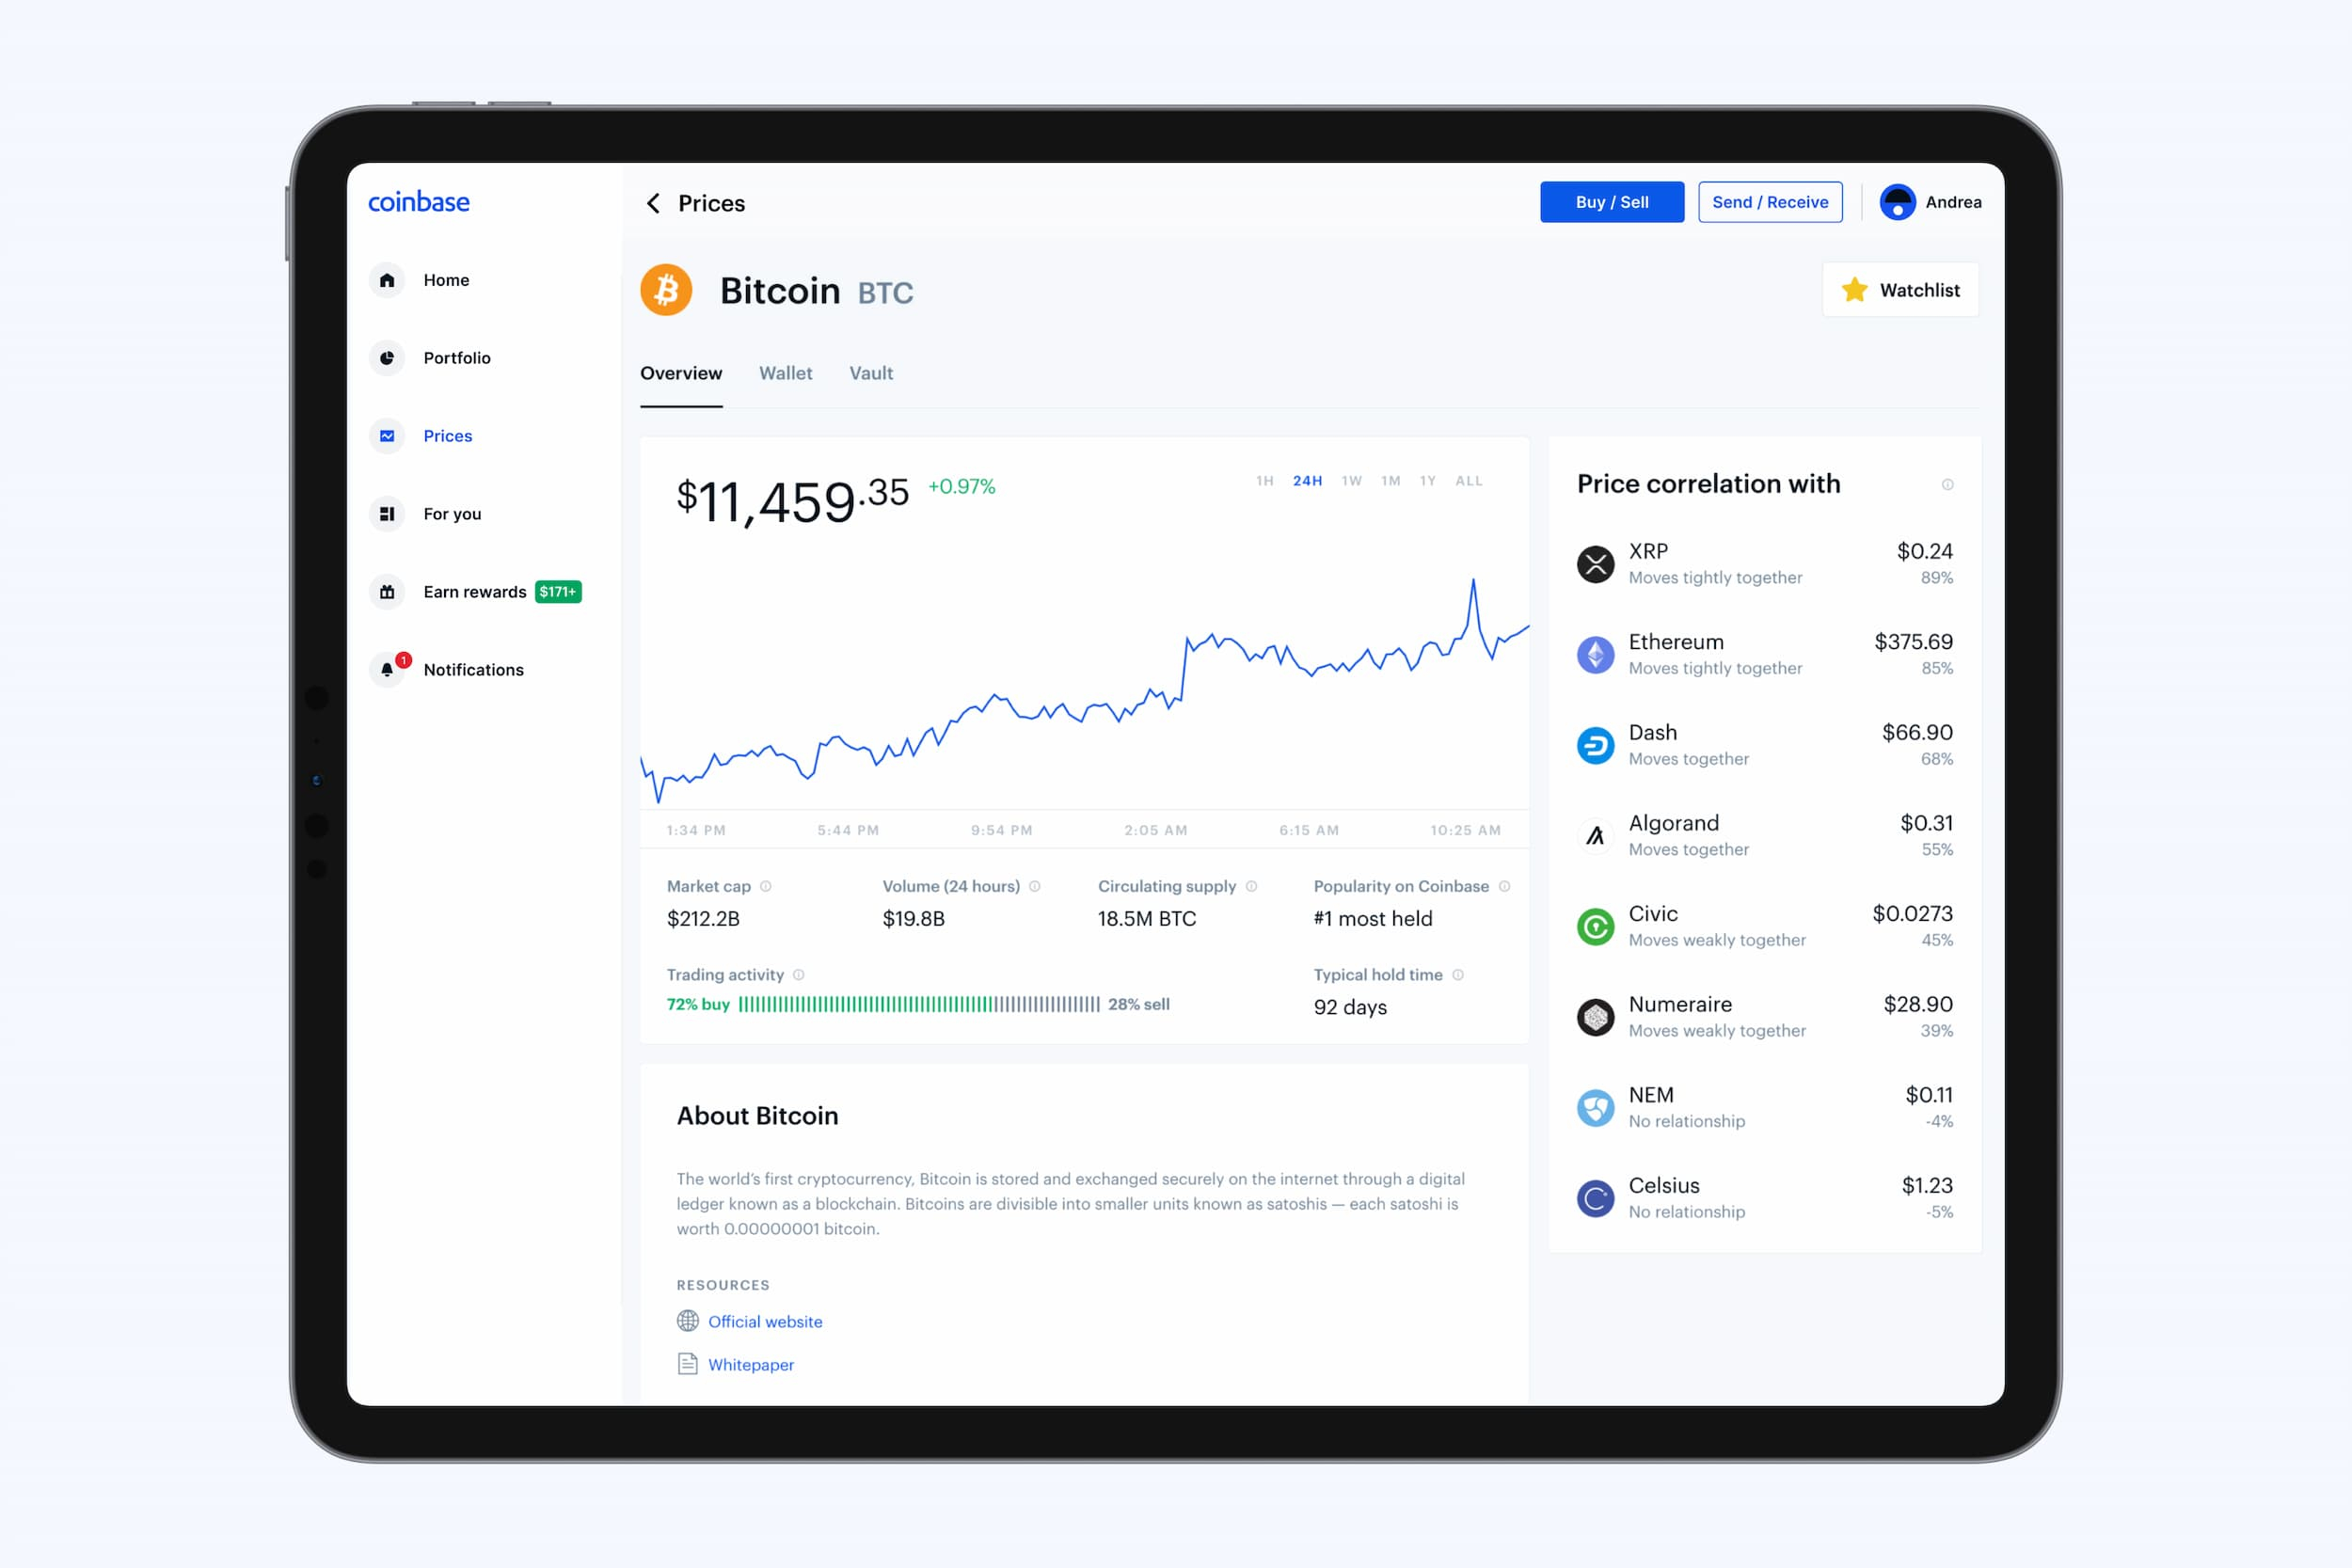 coinbase
Home
Portfolio
Prices
For you
Earn rewards $171+
1
Notifications
Prices
Buy / Sell
Send / Receive
Andrea
Bitcoin BTC
Watchlist
Overview Wallet Vault
$11,459.35 +0.97%
1H 24H 1W 1M 1Y ALL
1:34 PM 5:44 PM 9:54 PM 2:05 AM 6:15 AM 10:25 AM
Market cap Volume (24 hours) Circulating supply Popularity on Coinbase
$212.2B $19.8B 18.5M BTC #1 most held
Trading activity Typical hold time
72% buy 28% sell 92 days
About Bitcoin
The world’s first cryptocurrency, Bitcoin is stored and exchanged securely on the internet through a digital
ledger known as a blockchain. Bitcoins are divisible into smaller units known as satoshis — each satoshi is
worth 0.00000001 bitcoin.
RESOURCES
Official website
Whitepaper
Price correlation with
XRP $0.24
Moves tightly together 89%
Ethereum $375.69
Moves tightly together 85%
Dash $66.90
Moves together 68%
Algorand $0.31
Moves together 55%
Civic $0.0273
Moves weakly together 45%
Numeraire $28.90
Moves weakly together 39%
NEM $0.11
No relationship -4%
Celsius $1.23
No relationship -5%